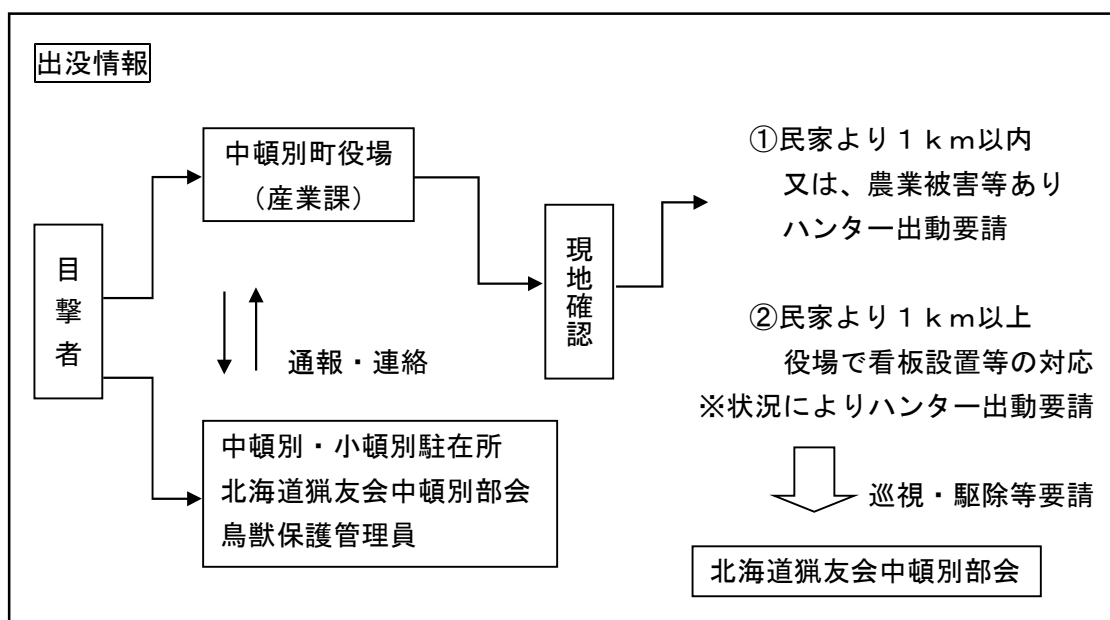 出没情報
中頓別町役場
（産業課）
目撃者
通報・連絡
中頓別・小頓別駐在所
北海道猟友会中頓別部会
鳥獣保護管理員
現地確認
①民家より１ｋｍ以内
又は、農業被害等あり
ハンター出動要請
②民家より１ｋｍ以上
役場で看板設置等の対応
※状況によりハンター出動要請
巡視・駆除等要請
北海道猟友会中頓別部会